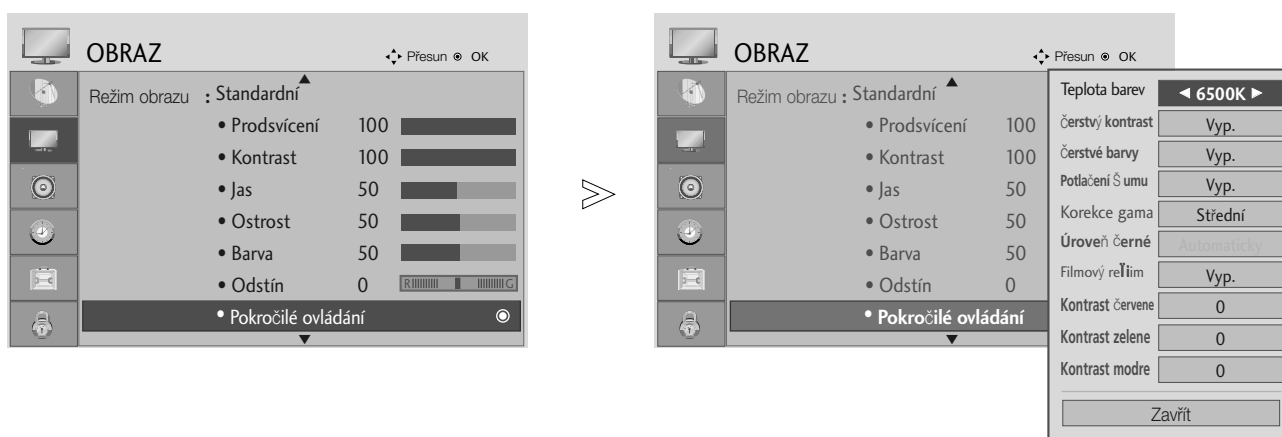 OBRAZ
Přesun OK
Režim obrazu : Standardní
• Prodsvícení 100
• Kontrast 100
• Jas 50
• Ostrost 50
• Barva 50
• Odstín 0 R G
• Pokročilé ovládání
OBRAZ
Přesun OK
Režim obrazu : Standardní
• Prodsvícení 100
• Kontrast 100
• Jas 50
• Ostrost 50
• Barva 50
• Odstín 0
• Pokročilé ovládání
Teplota barev 6500K
Čerstvý kontrast Vyp.
Čerstvé barvy Vyp.
Potlačení Š umu Vyp.
Korekce gama Střední
Úroveň černé Automaticky
Filmový Vyp.
Kontrast červene 0
Kontrast zelene 0
Kontrast modre 0
Zavřít